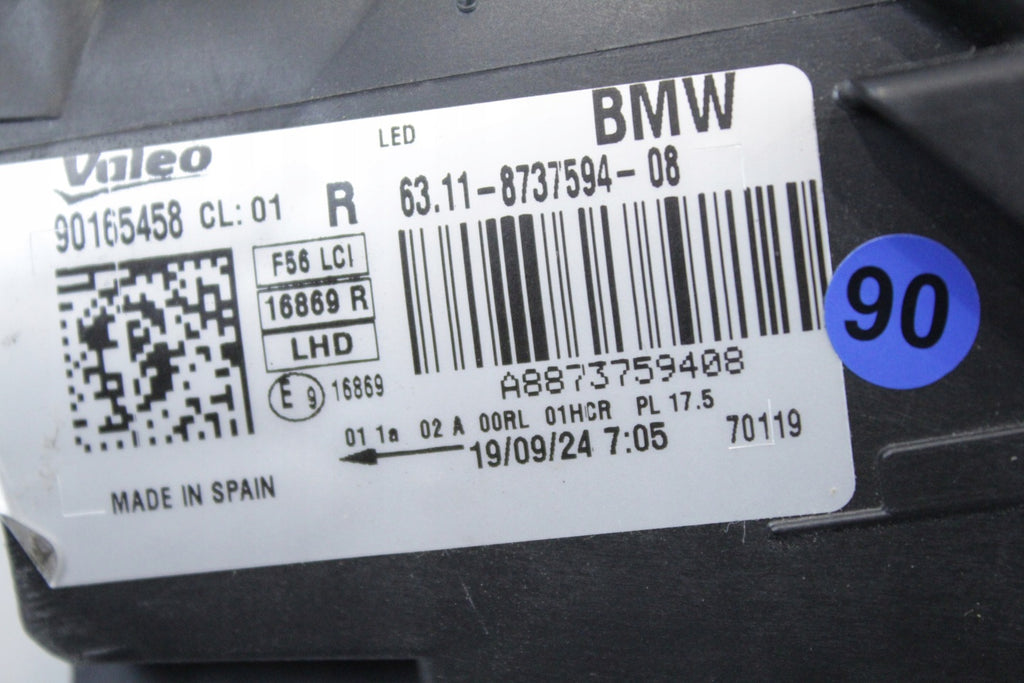 LED
BMW
Valeo
63.11-8737594-08
90165458 CL: 01
R
F56 LCI
16869 R
LHD
E 9 16869
A8873759408
01 1a 02 A 00RL 01HCR PL 17.5
19/09/24 7:05
70119
MADE IN SPAIN
90